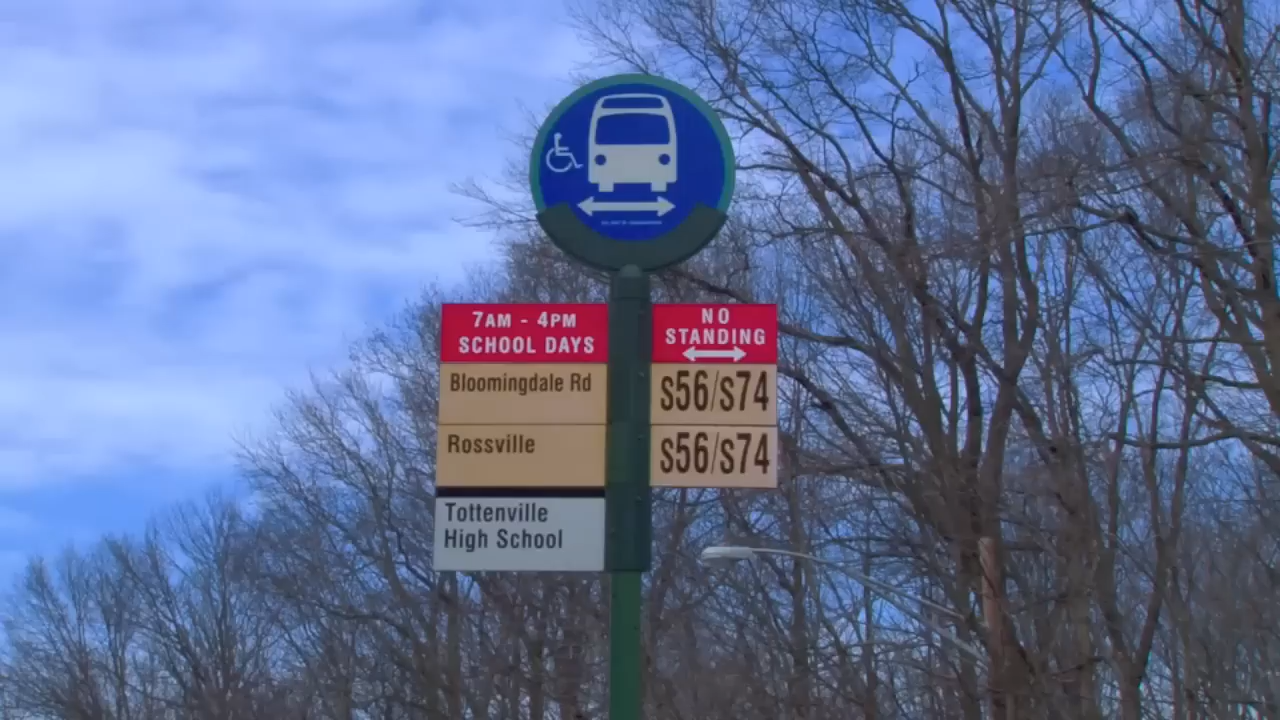 7AM - 4PM
SCHOOL DAYS
NO
STANDING
Bloomingdale Rd
S56/S74
Rossville
S56/S74
Tottenville
High School